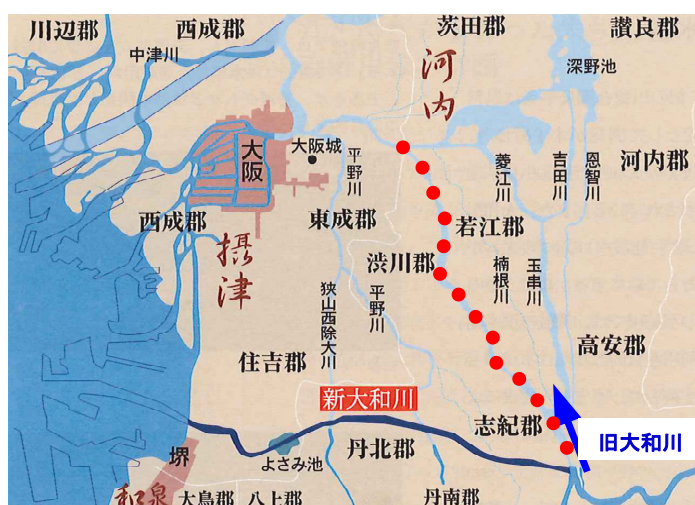 川辺郡
西成郡
茨田郡
讃良郡
中津川
河内
深野池
大阪
大阪城
平野川
菱江川
吉田川
恩智川
河内郡
西成郡
東成郡
若江郡
摂津
渋川郡
楠根川
玉串川
狭山西除大川
平野川
高安郡
住吉郡
新大和川
志紀郡
旧大和川
堺
よさみ池
丹北郡
和泉
大鳥郡
八上郡
丹南郡